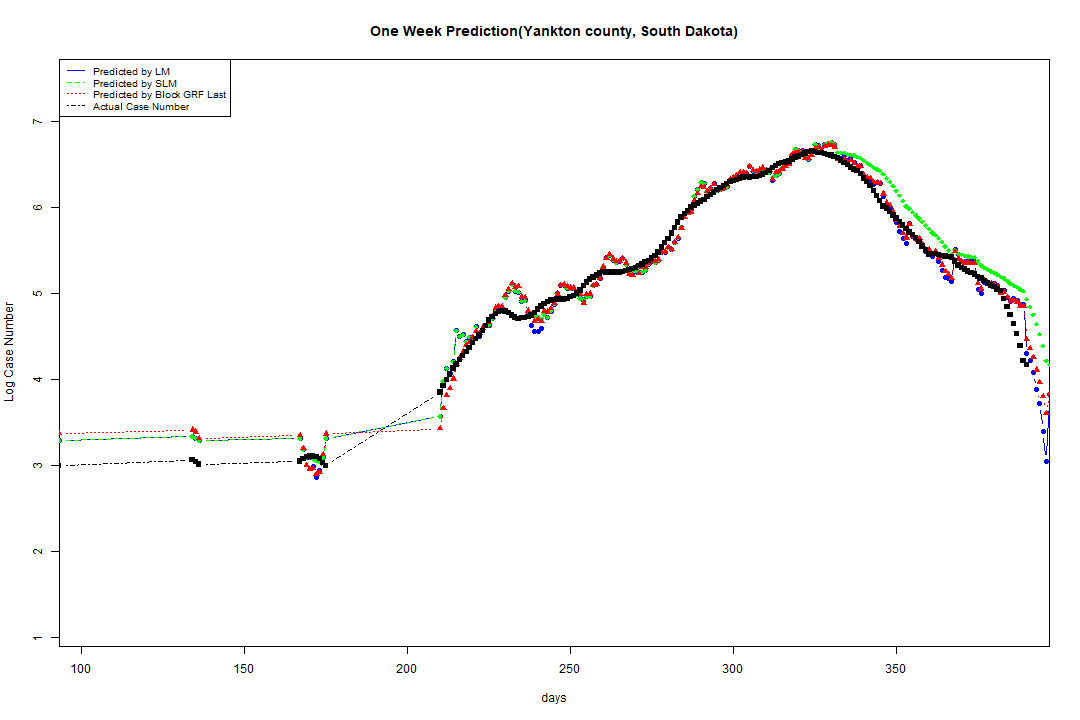 One Week Prediction(Yankton county, South Dakota)
Predicted by LM
Predicted by SLM
Predicted by Block GRF Last
Actual Case Number
Log Case Number
7
6
5
4
3
2
1
100 150 200 250 300 350
days